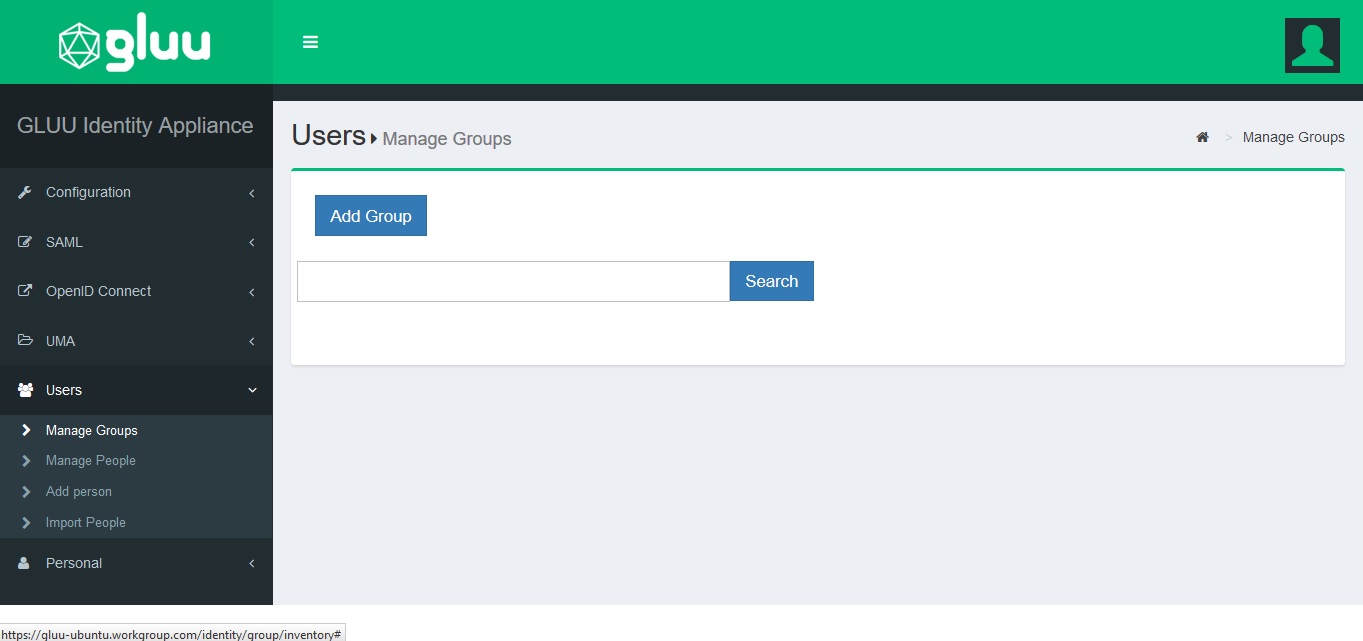 gluu
GLUU Identity Appliance
Users Manage Groups
> Manage Groups
Configuration
SAML
OpenID Connect
UMA
Users
Manage Groups
Manage People
Add person
Import People
Personal
Add Group
Search
https://gluu-ubuntu.workgroup.com/identity/group/inventory#